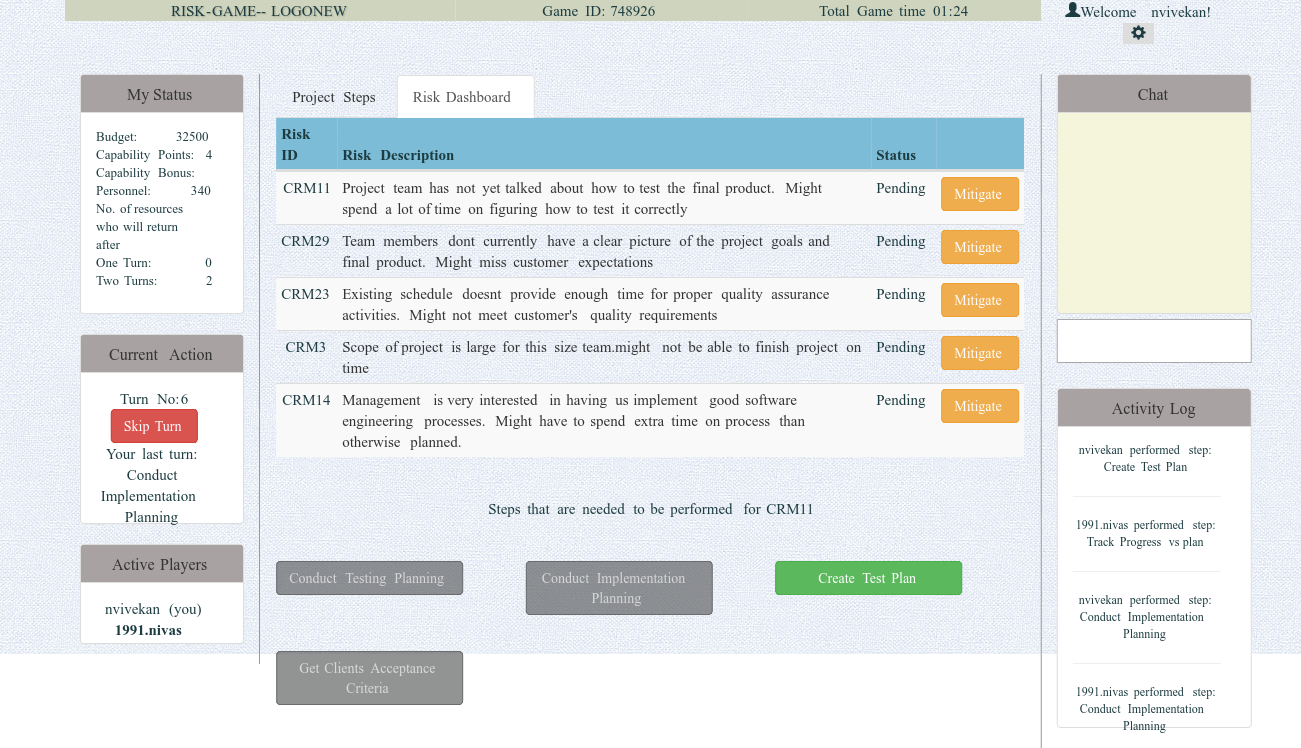 RISK-GAME-- LOGONEW
Game ID: 748926
Total Game time 01:24
Welcome nvivekan!
My Status
Budget: 32500
Capability Points: 4
Capability Bonus:
Personnel: 340
No. of resources
who will return
after
One Turn: 0
Two Turns: 2
Current Action
Turn No:6
Skip Turn
Your last turn:
Conduct
Implementation
Planning
Active Players
nvivekan (you)
1991.nivas
Project Steps
Risk Dashboard
Risk
ID Risk Description Status
CRM11 Project team has not yet talked about how to test the final product. Might Pending Mitigate
spend a lot of time on figuring how to test it correctly
CRM29 Team members dont currently have a clear picture of the project goals and Pending Mitigate
final product. Might miss customer expectations
CRM23 Existing schedule doesnt provide enough time for proper quality assurance Pending Mitigate
activities. Might not meet customer's quality requirements
CRM3 Scope of project is large for this size team.might not be able to finish project on Pending Mitigate
time
CRM14 Management is very interested in having us implement good software Pending Mitigate
engineering processes. Might have to spend extra time on process than
otherwise planned.
Steps that are needed to be performed for CRM11
Conduct Testing Planning
Conduct Implementation
Planning
Create Test Plan
Get Clients Acceptance
Criteria
Chat
Activity Log
nvivekan performed step:
Create Test Plan
1991.nivas performed step:
Track Progress vs plan
nvivekan performed step:
Conduct Implementation
Planning
1991.nivas performed step:
Conduct Implementation
Planning